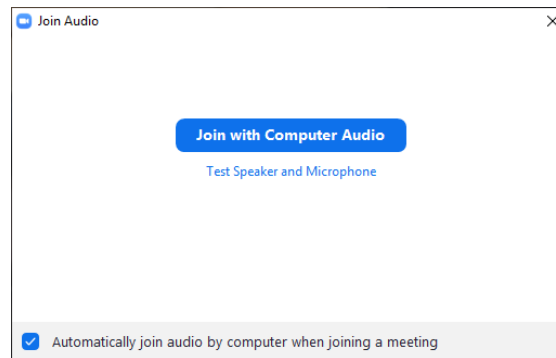 Join Audio
Join with Computer Audio
Test Speaker and Microphone
Automatically join audio by computer when joining a meeting